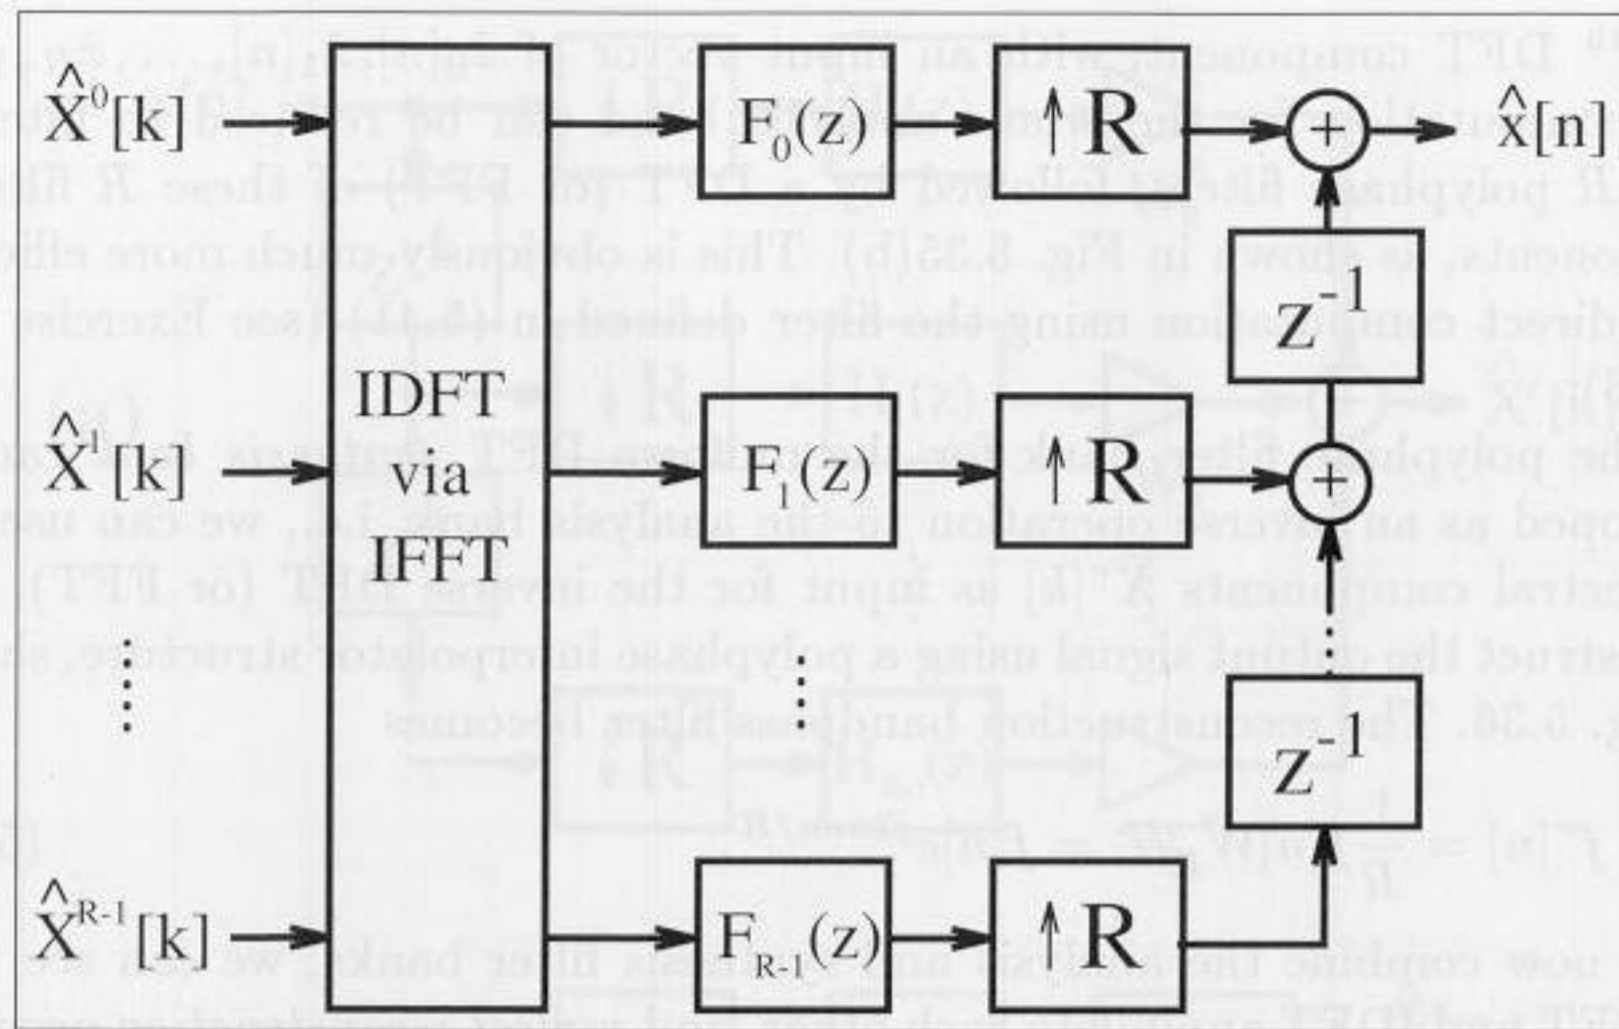 X̂⁰[k]
F₀(z)
↑R
+
x̂[n]
Z⁻¹
IDFT
via
IFFT
X̂¹[k]
F₁(z)
↑R
+
Z⁻¹
X̂ᴿ⁻¹[k]
F_{R-1}(z)
↑R